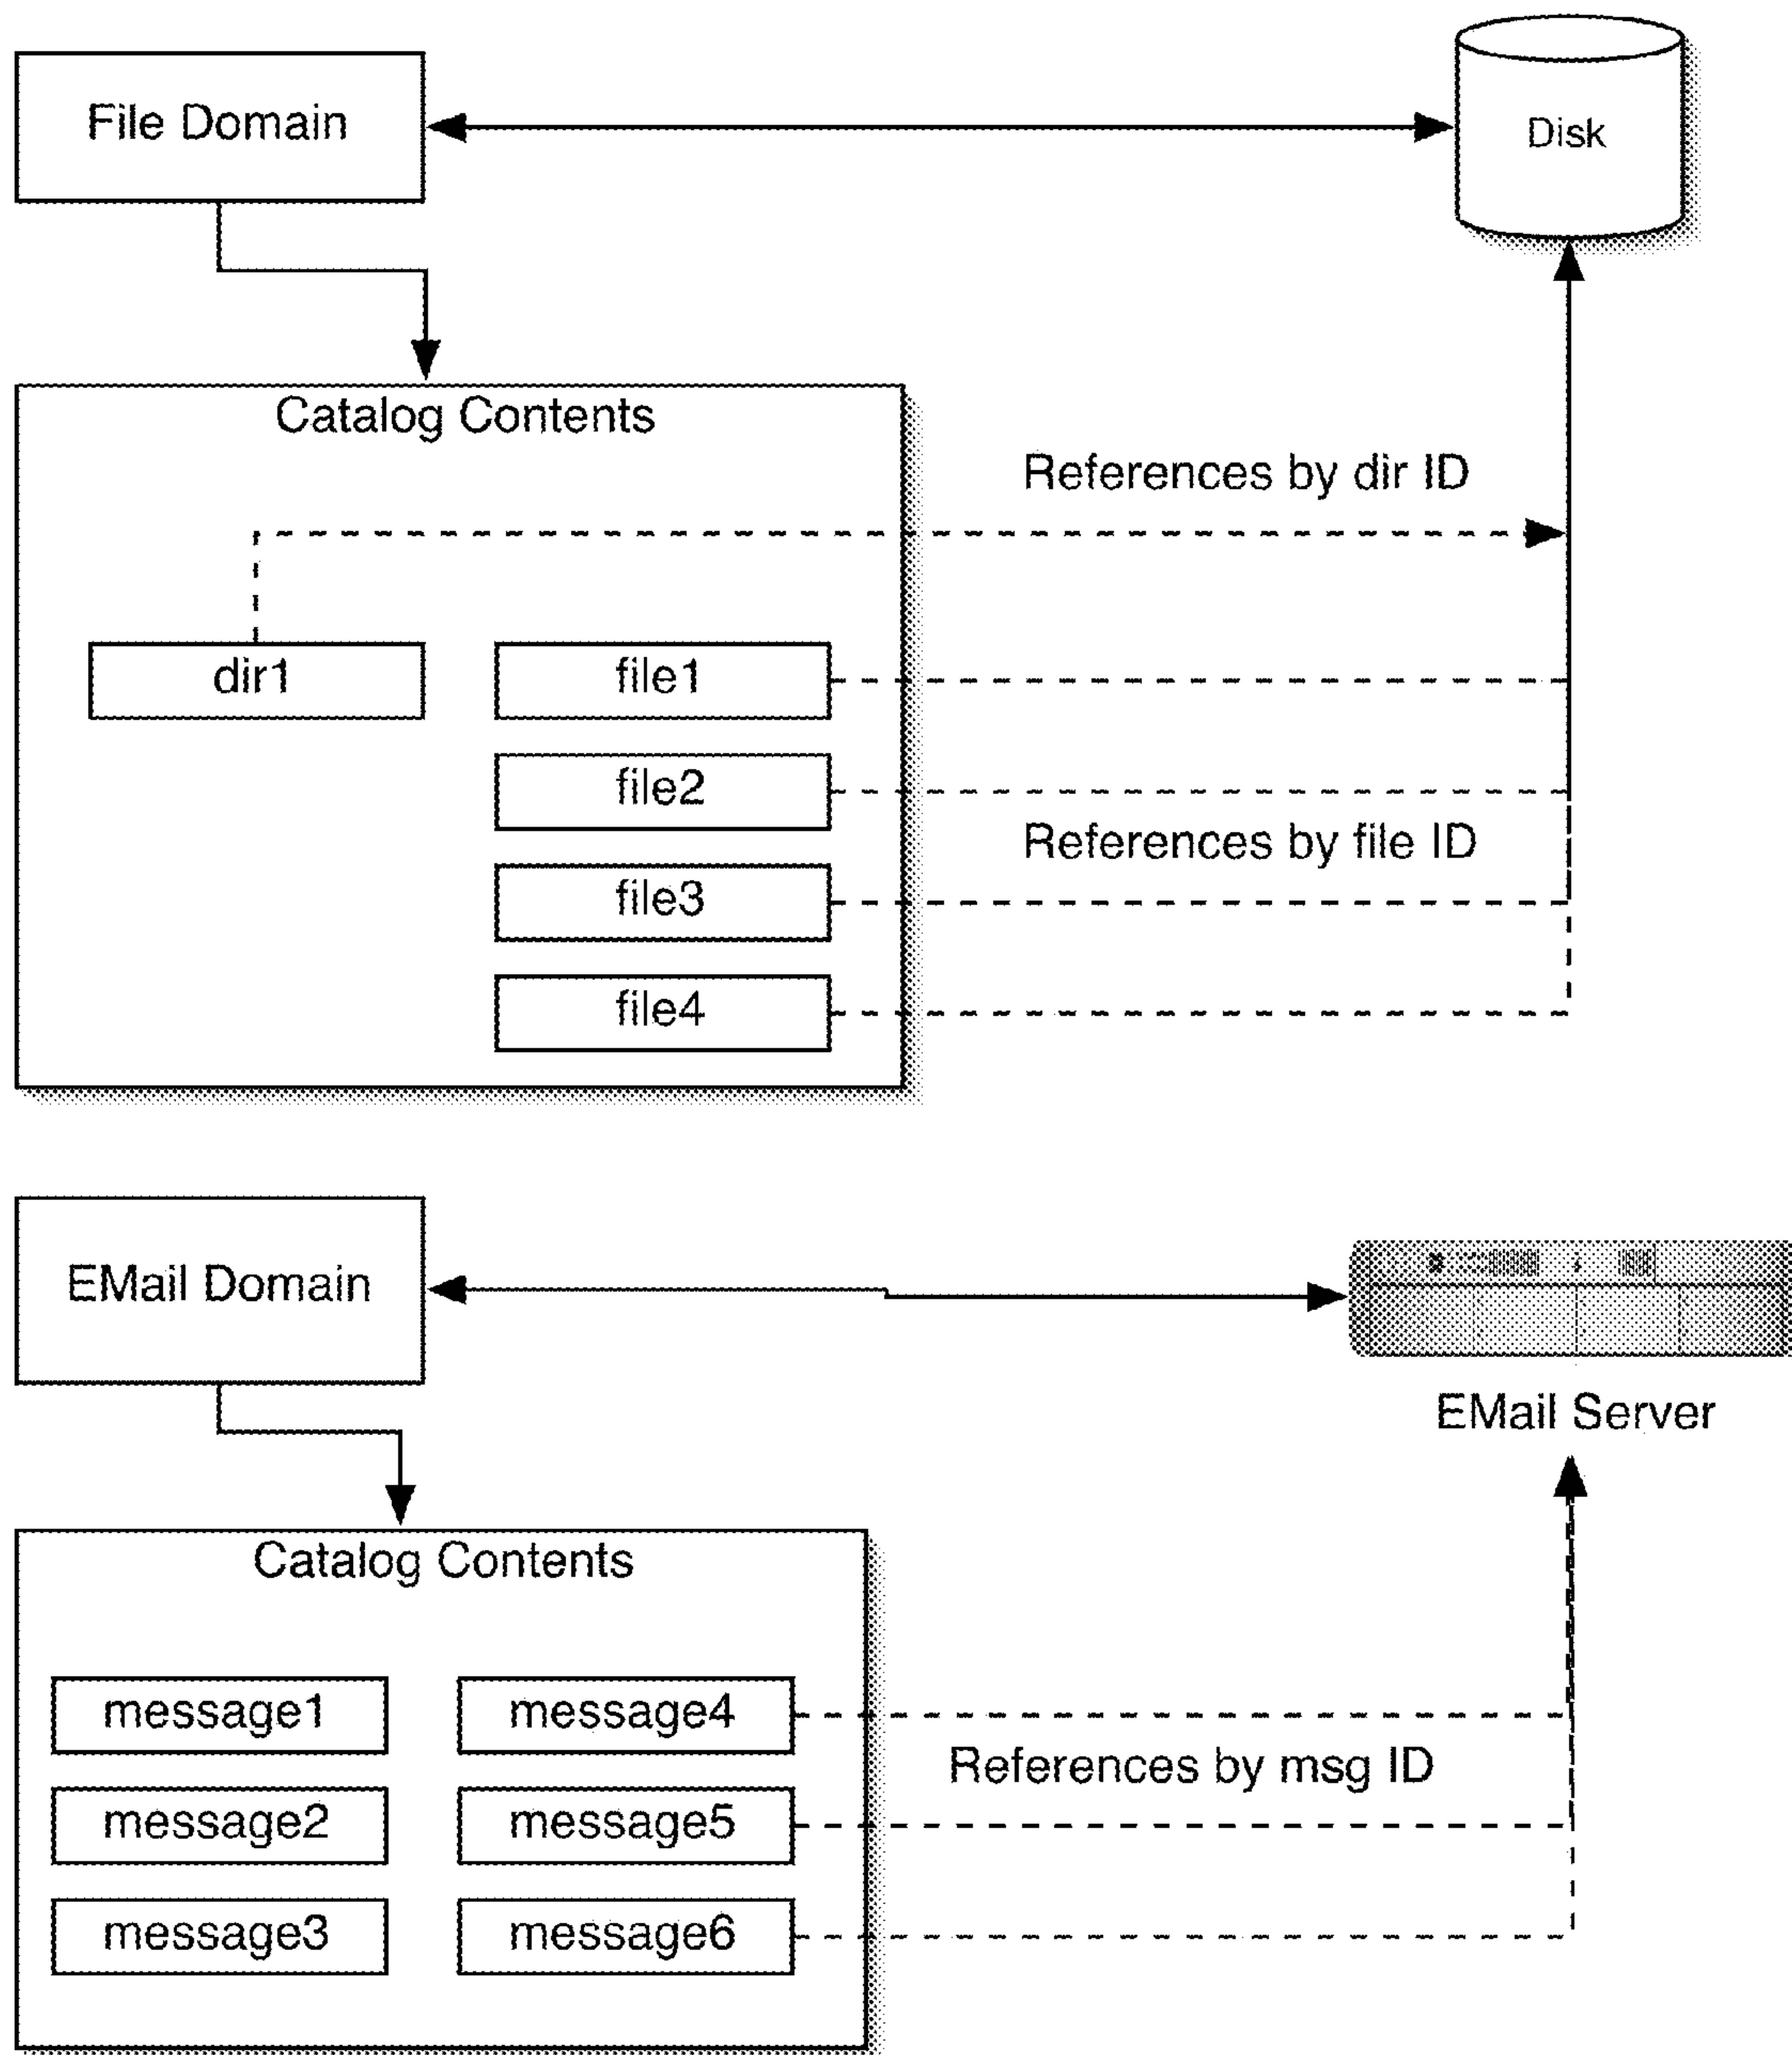 File Domain
Disk
Catalog Contents
References by dir ID
dir1
file1
file2
References by file ID
file3
file4
EMail Domain
EMail Server
Catalog Contents
message1
message4
References by msg ID
message2
message5
message3
message6